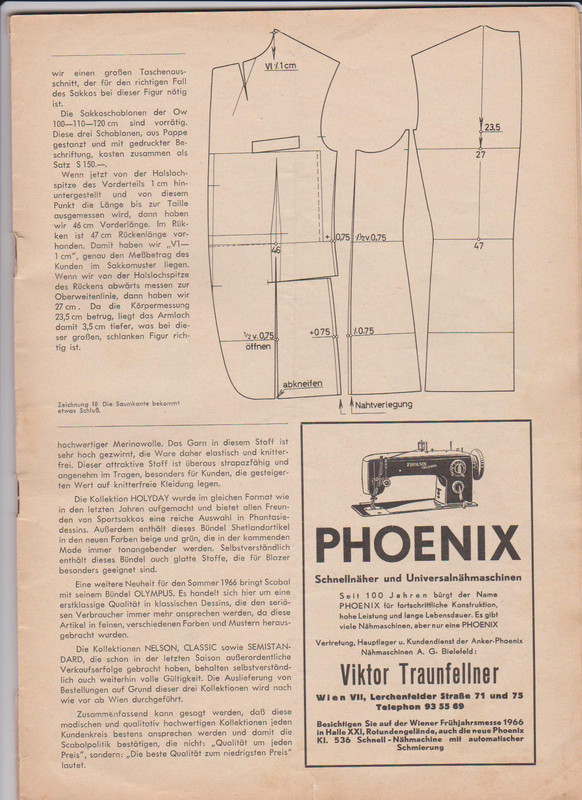 wir einen großen Taschenaus-
schnitt, der für den richtigen Fall
des Sakkos bei dieser Figur nötig
ist.
Die Sakkoschablonen der Ow
100—110—120 cm sind vorrätig.
Diese drei Schablonen, aus Pappe
gestanzt und mit gedruckter Be-
schriftung, kosten zusammen als
Satz S 150.—.
Wenn jetzt von der Halsloch-
spitze des Vorderteils 1 cm hin-
untergestellt und von diesem
Punkt die Länge bis zur Taille
ausgemessen wird, dann haben
wir 46 cm Vorderlänge. Im Rük-
ken ist 47 cm Rückenlänge vor-
handen. Damit haben wir „VI—
1 cm", genau den Meßbetrag des
Kunden im Sakkomuster liegen.
Wenn wir von der Halslochspitze
des Rückens abwärts messen zur
Oberweitenlinie, dann haben wir
27 cm. Da die Körpermessung
23,5 cm betrug, liegt das Armloch
damit 3,5 cm tiefer, was bei die-
ser großen, schlanken Figur rich-
tig ist.
Zeichnung 18 Die Saumkante bekommt
etwas Schluß.
VI ⁒ 1cm
23,5
27
+ 0,75
½ v. 0,75
46
47
½ v. 0,75
öffnen
+0,75
⁒ 0,75
abkneifen
Nahtverlegung
hochwertiger Merinowolle. Das Garn in diesem Stoff ist
sehr hoch gezwirnt, die Ware daher elastisch und knitter-
frei. Dieser attraktive Stoff ist überaus strapazfähig und
angenehm im Tragen, besonders für Kunden, die gesteiger-
ten Wert auf knitterfreie Kleidung legen.
Die Kollektion HOLYDAY wurde im gleichen Format wie
in den letzten Jahren aufgemacht und bietet allen Freun-
den von Sportsakkos eine reiche Auswahl in Phantasie-
dessins. Außerdem enthält dieses Bündel Shetlandartikel
in den neuen Farben beige und grün, die in der kommenden
Mode immer tonangebender werden. Selbstverständlich
enthält dieses Bündel auch glatte Stoffe, die für Blazer
besonders geeignet sind.
Eine weitere Neuheit für den Sommer 1966 bringt Scabal
mit seinem Bündel OLYMPUS. Es handelt sich hier um eine
erstklassige Qualität in klassischen Dessins, die den seriö-
sen Verbraucher immer mehr ansprechen werden, da diese
Artikel in feinen, verschiedenen Farben und Mustern heraus-
gebracht wurden.
Die Kollektionen NELSON, CLASSIC sowie SEMISTAN-
DARD, die schon in der letzten Saison außerordentliche
Verkaufserfolge gebracht haben, behalten selbstverständ-
lich auch weiterhin volle Gültigkeit. Die Auslieferung von
Bestellungen auf Grund dieser drei Kollektionen wird nach
wie vor ab Wien durchgeführt.
Zusammenfassend kann gesagt werden, daß diese
modischen und qualitativ hochwertigen Kollektionen jeden
Kundenkreis bestens ansprechen werden und damit die
Scabalpolitik bestätigen, die nicht: „Qualität um jeden
Preis", sondern: „Die beste Qualität zum niedrigsten Preis"
lautet.
PHOENIX
PHOENIX
Schnellnäher und Universalnähmaschinen
Seit 100 Jahren bürgt der Name
PHOENIX für fortschrittliche Konstruktion,
hohe Leistung und lange Lebensdauer. Es gibt
viele Nähmaschinen, aber nur eine PHOENIX
Vertretung, Hauptlager u. Kundendienst der Anker-Phoenix
Nähmaschinen A. G. Bielefeld:
Viktor Traunfellner
Wien VII, Lerchenfelder Straße 71 und 75
Telephon 93 55 69
Besichtigen Sie auf der Wiener Frühjahrsmesse 1966
in Halle XXI, Rotundengelände, auch die neue Phoenix
Kl. 536 Schnell-Nähmachine mit automatischer
Schmierung